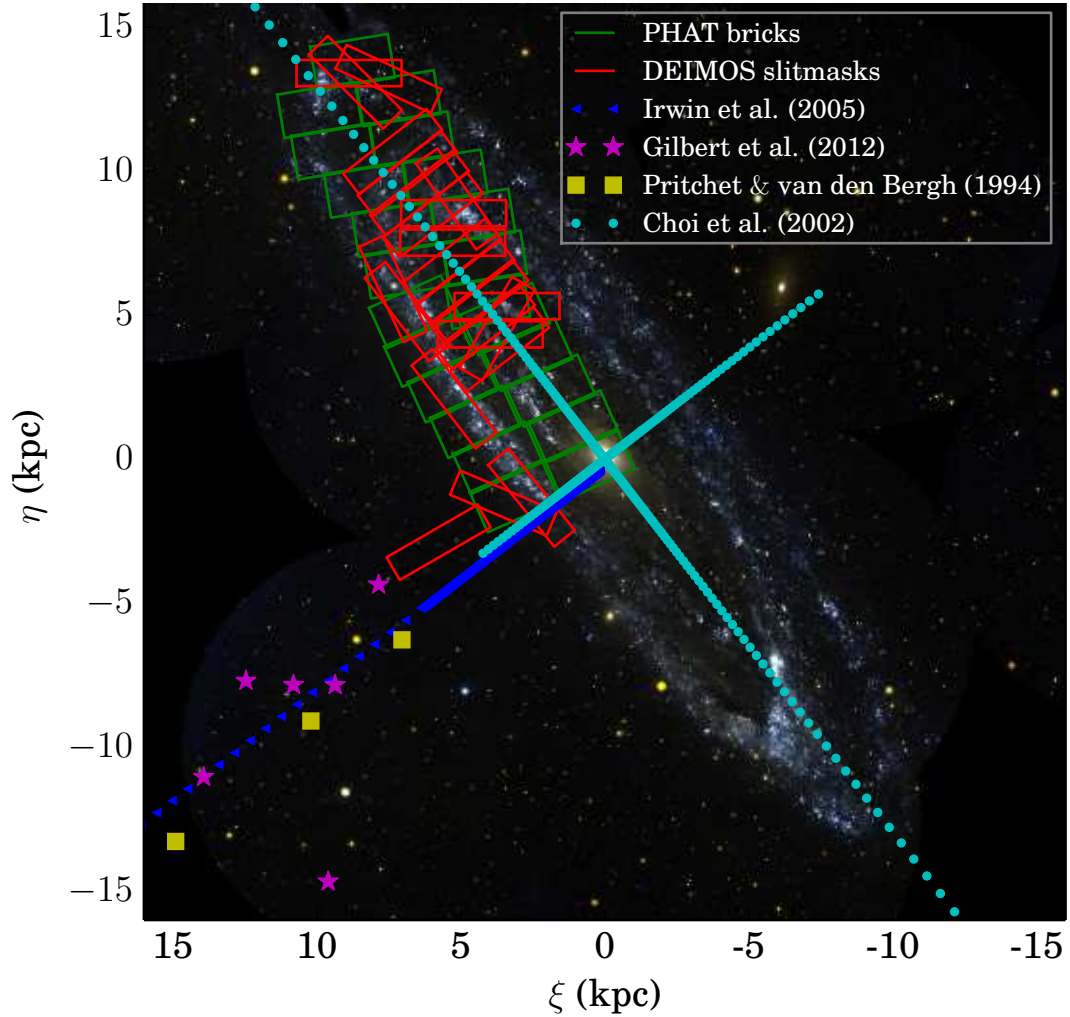 PHAT bricks
DEIMOS slitmasks
Irwin et al. (2005)
Gilbert et al. (2012)
Pritchet & van den Bergh (1994)
Choi et al. (2002)
15
10
5
0
−5
−10
−15
η (kpc)
15 10 5 0 -5 -10 -15
ξ (kpc)